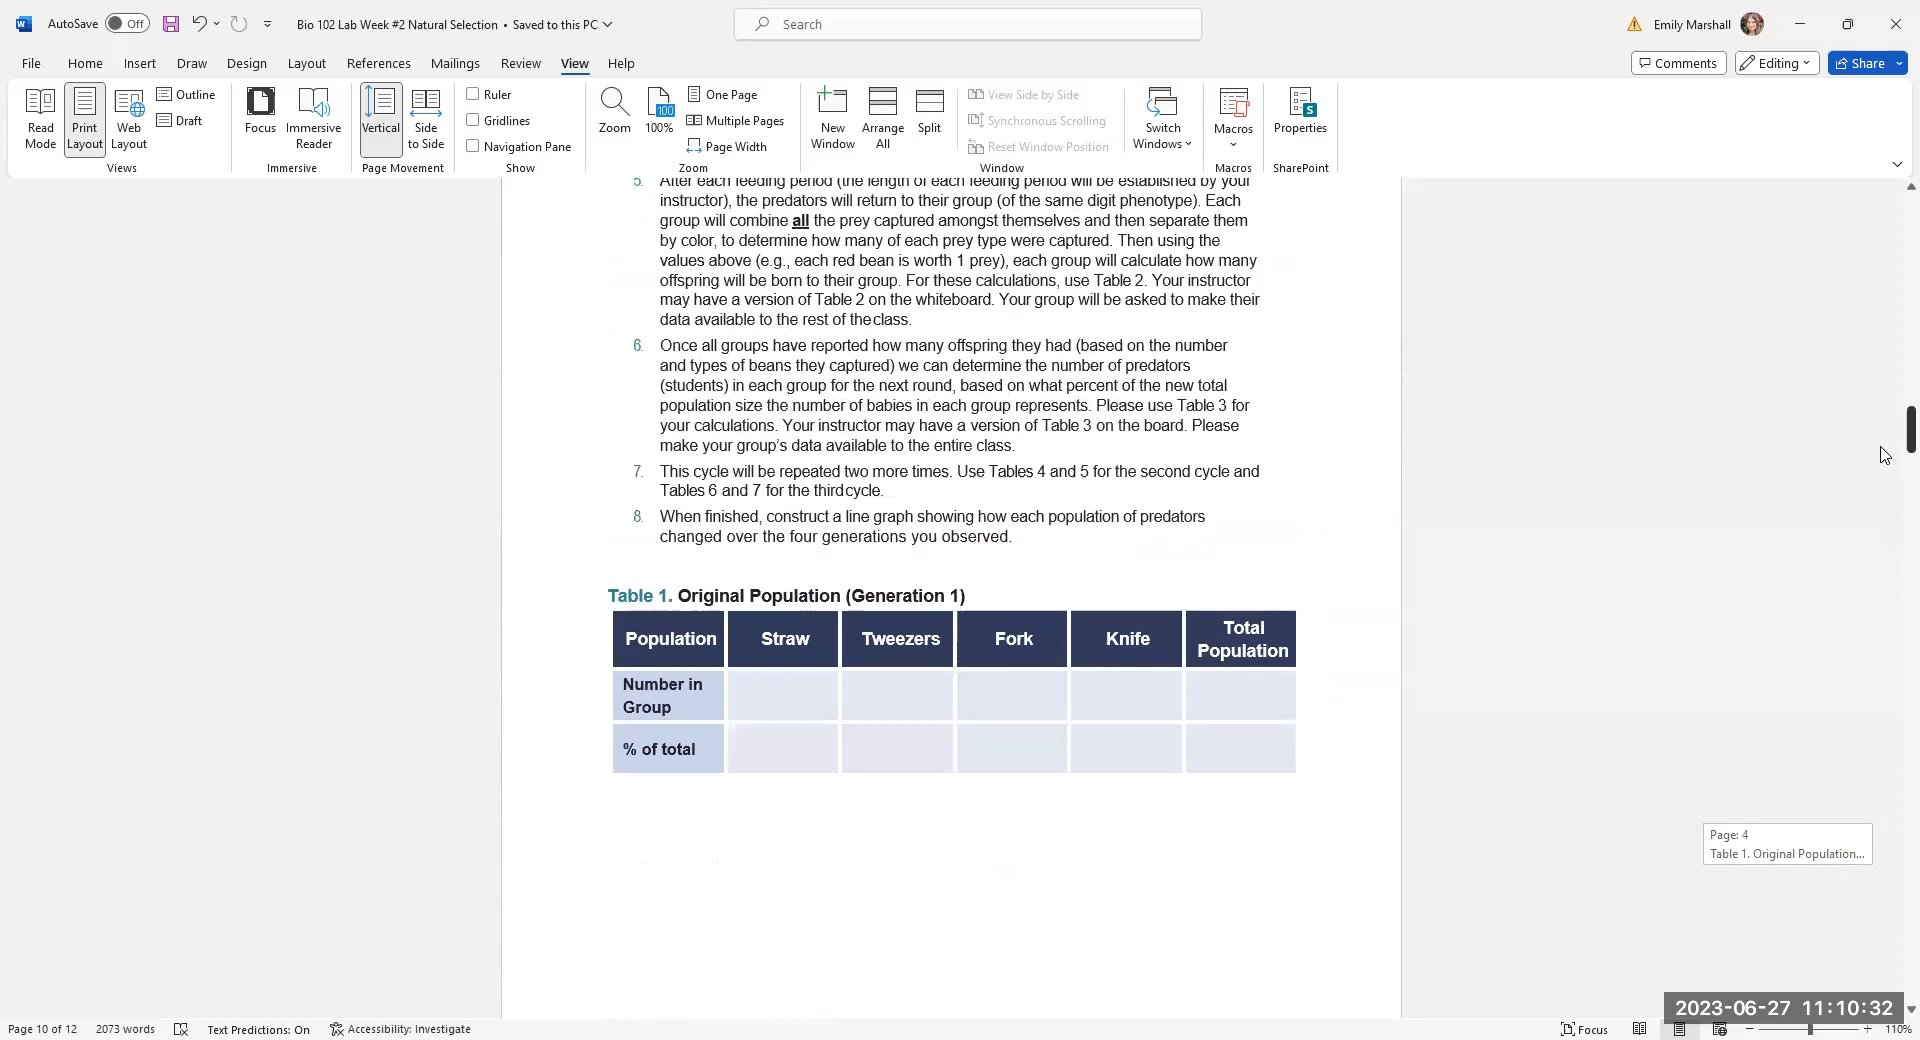 AutoSave Off Bio 102 Lab Week #2 Natural Selection • Saved to this PC Search Emily Marshall
File Home Insert Draw Design Layout References Mailings Review View Help Comments Editing Share
Read Mode Print Layout Web Layout Outline Draft Views
Focus Immersive Reader Immersive
Vertical Side to Side Page Movement
Ruler Gridlines Navigation Pane Show
Zoom 100 100% One Page Multiple Pages Page Width Zoom
New Window Arrange All Split View Side by Side Synchronous Scrolling Reset Window Position Switch Windows Window
Macros Macros
S Properties SharePoint
5. After each feeding period (the length of each feeding period will be established by your
instructor), the predators will return to their group (of the same digit phenotype). Each
group will combine all the prey captured amongst themselves and then separate them
by color, to determine how many of each prey type were captured. Then using the
values above (e.g., each red bean is worth 1 prey), each group will calculate how many
offspring will be born to their group. For these calculations, use Table 2. Your instructor
may have a version of Table 2 on the whiteboard. Your group will be asked to make their
data available to the rest of the class.
6. Once all groups have reported how many offspring they had (based on the number
and types of beans they captured) we can determine the number of predators
(students) in each group for the next round, based on what percent of the new total
population size the number of babies in each group represents. Please use Table 3 for
your calculations. Your instructor may have a version of Table 3 on the board. Please
make your group's data available to the entire class.
7. This cycle will be repeated two more times. Use Tables 4 and 5 for the second cycle and
Tables 6 and 7 for the third cycle.
8. When finished, construct a line graph showing how each population of predators
changed over the four generations you observed.
Table 1. Original Population (Generation 1)
Population Straw Tweezers Fork Knife Total Population
Number in Group
% of total
Page: 4
Table 1. Original Population...
2023-06-27 11:10:32
Page 10 of 12 2073 words Text Predictions: On Accessibility: Investigate Focus 110%